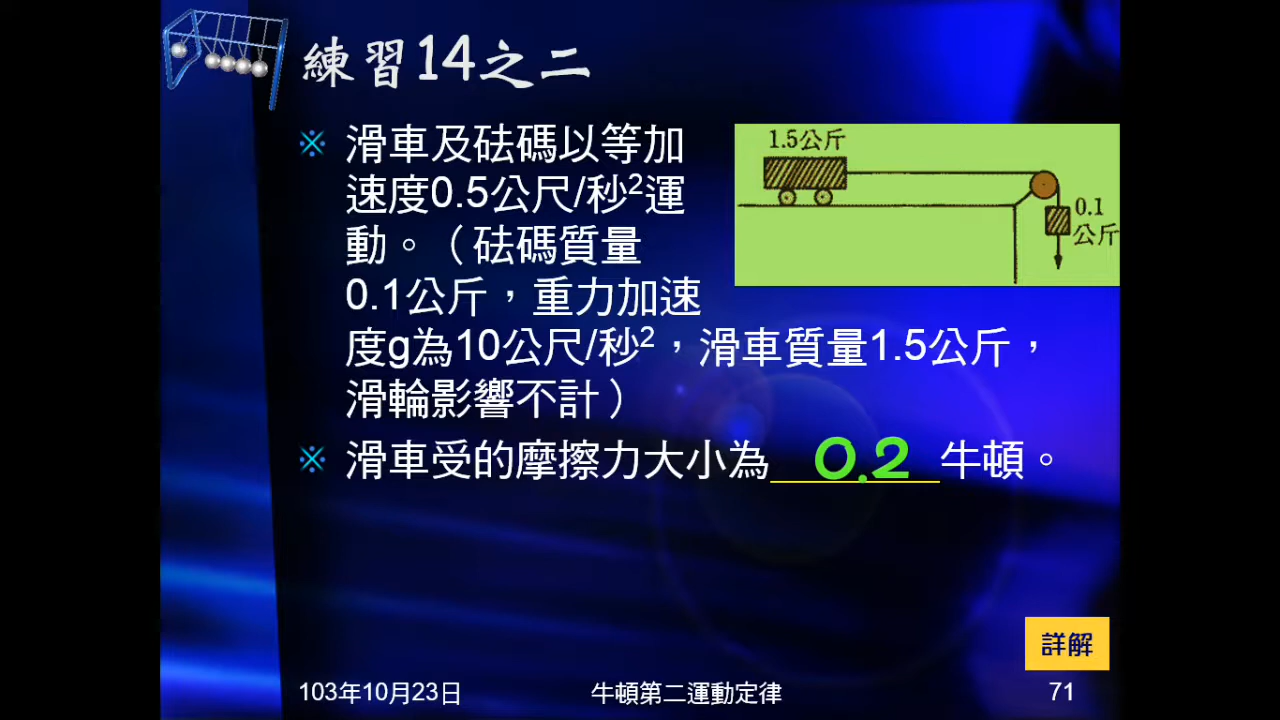 練習14之二
※ 滑車及砝碼以等加
速度0.5公尺/秒²運
動。（砝碼質量
0.1公斤，重力加速
度g為10公尺/秒²，滑車質量1.5公斤，
滑輪影響不計）
1.5公斤
0.1
公斤
※ 滑車受的摩擦力大小為 0.2 牛頓。
詳解
103年10月23日
牛頓第二運動定律
71